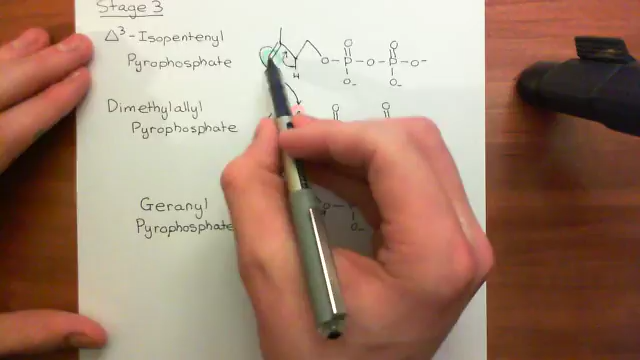 Stage 3
Δ³-Isopentenyl
Pyrophosphate
H
O-P-O-P-O-
O
O
O-
O-
Dimethylallyl
Pyrophosphate
O
O
Geranyl
Pyrophosphate
O
O-